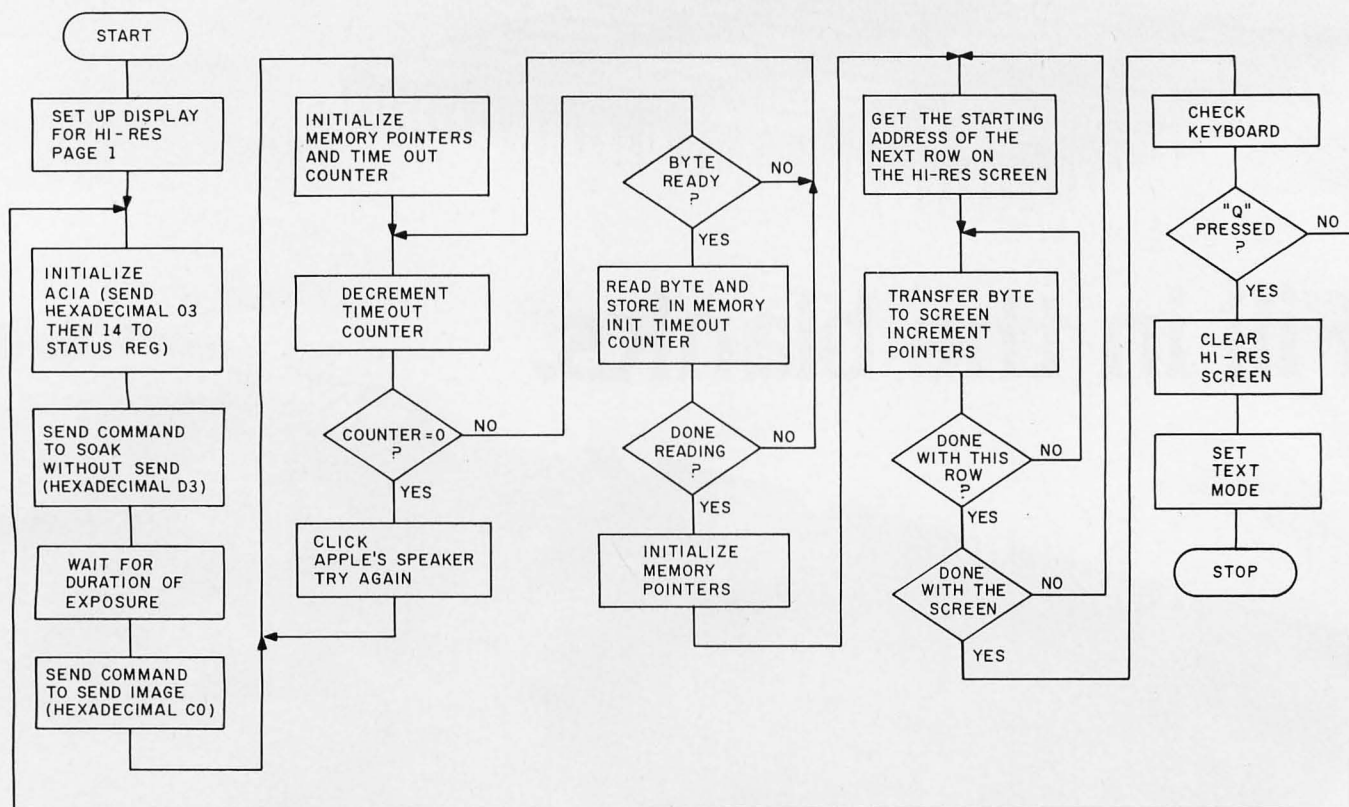 START
SET UP DISPLAY
FOR HI-RES
PAGE 1
INITIALIZE
ACIA (SEND
HEXADECIMAL 03
THEN 14 TO
STATUS REG)
SEND COMMAND
TO SOAK
WITHOUT SEND
(HEXADECIMAL D3)
WAIT FOR
DURATION OF
EXPOSURE
SEND COMMAND
TO SEND IMAGE
(HEXADECIMAL C0)
INITIALIZE
MEMORY POINTERS
AND TIME OUT
COUNTER
DECREMENT
TIMEOUT
COUNTER
COUNTER=0
?
NO
YES
CLICK
APPLE'S SPEAKER
TRY AGAIN
BYTE
READY
?
NO
YES
READ BYTE AND
STORE IN MEMORY
INIT TIMEOUT
COUNTER
DONE
READING
?
NO
YES
INITIALIZE
MEMORY
POINTERS
GET THE STARTING
ADDRESS OF THE
NEXT ROW ON
THE HI-RES SCREEN
TRANSFER BYTE
TO SCREEN
INCREMENT
POINTERS
DONE
WITH THIS
ROW
?
NO
YES
DONE
WITH THE
SCREEN
NO
YES
CHECK
KEYBOARD
"Q"
PRESSED
?
NO
YES
CLEAR
HI-RES
SCREEN
SET
TEXT
MODE
STOP